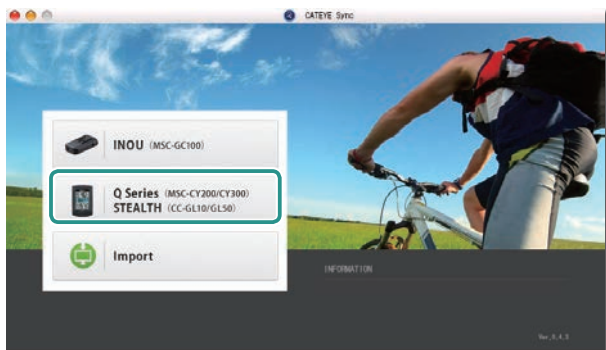 CATEYE Sync
INOU (MSC-GC100)
Q Series (MSC-CY200/CY300)
STEALTH (CC-GL10/GL50)
Import
INFORMATION